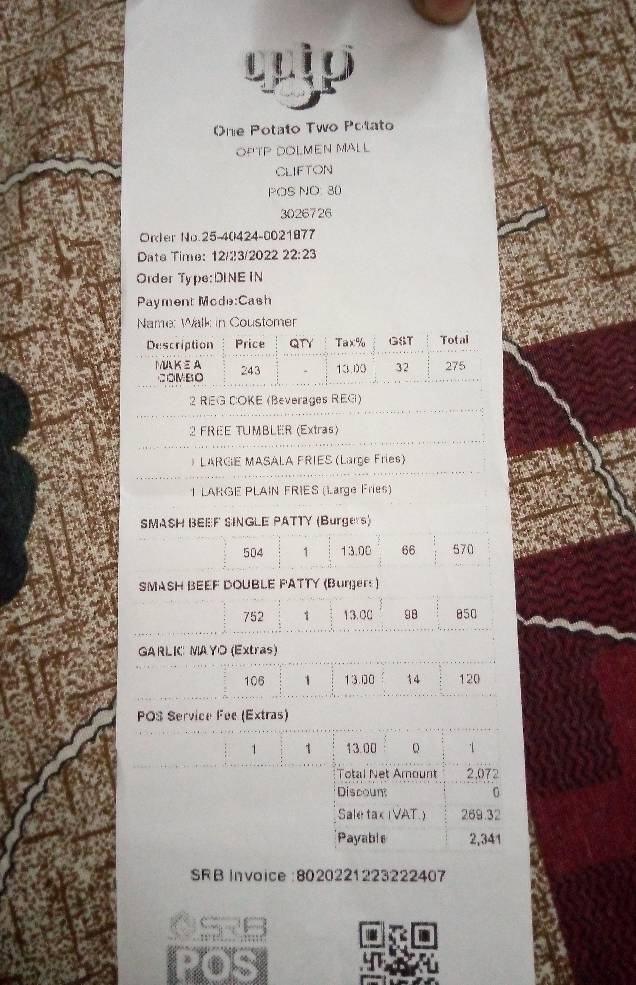 optp
One Potato Two Potato
OPTP DOLMEN MALL
CLIFTON
POS NO: 30
3026726
Order No.25-40424-0021877
Date Time: 12/23/2022 22:23
Order Type:DINE IN
Payment Mode:Cash
Name: Walk in Coustomer
Description Price QTY Tax% GST Total
MAKE A COMBO 243 - 13.00 32 275
2 REG COKE (Beverages REG)
2 FREE TUMBLER (Extras)
1 LARGE MASALA FRIES (Large Fries)
1 LARGE PLAIN FRIES (Large Fries)
SMASH BEEF SINGLE PATTY (Burgers)
504 1 13.00 66 570
SMASH BEEF DOUBLE PATTY (Burgers)
752 1 13.00 98 850
GARLIC MAYO (Extras)
106 1 13.00 14 120
POS Service Fee (Extras)
1 1 13.00 0 1
Total Net Amount 2,072
Discount 0
Sale tax (VAT.) 269.32
Payable 2,341
SRB Invoice :8020221223222407
SRB
POS